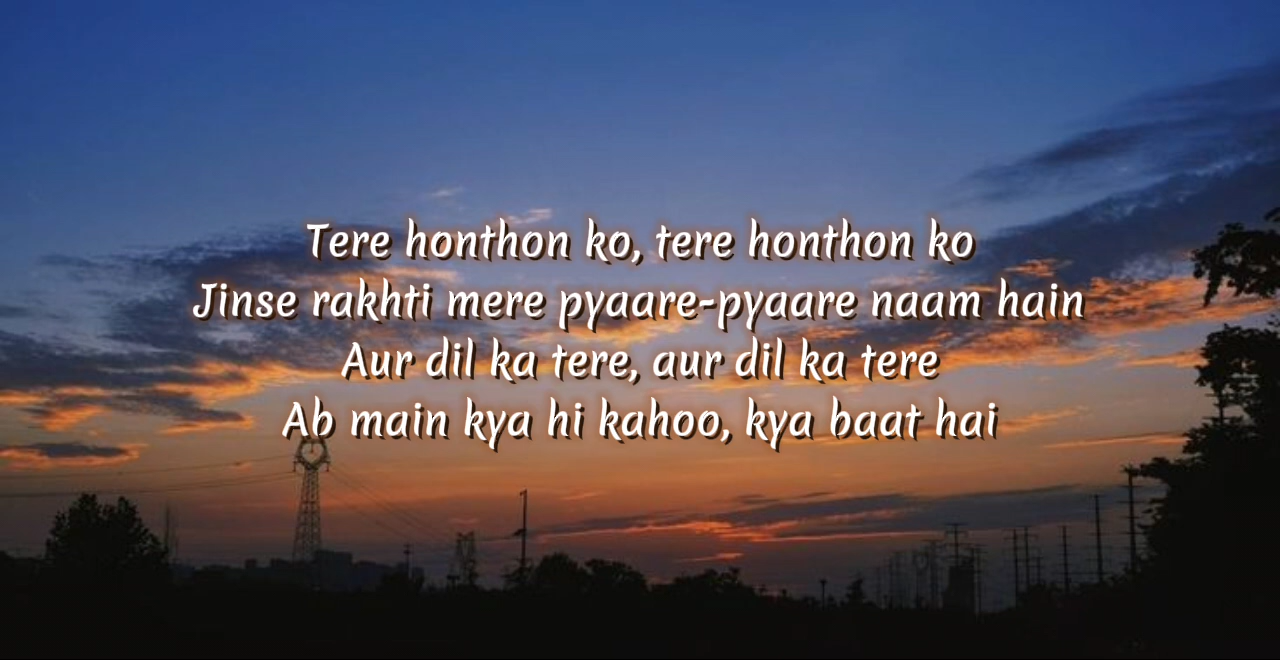 Tere honthon ko, tere honthon ko
Jinse rakhti mere pyaare-pyaare naam hain
Aur dil ka tere, aur dil ka tere
Ab main kya hi kahoo, kya baat hai